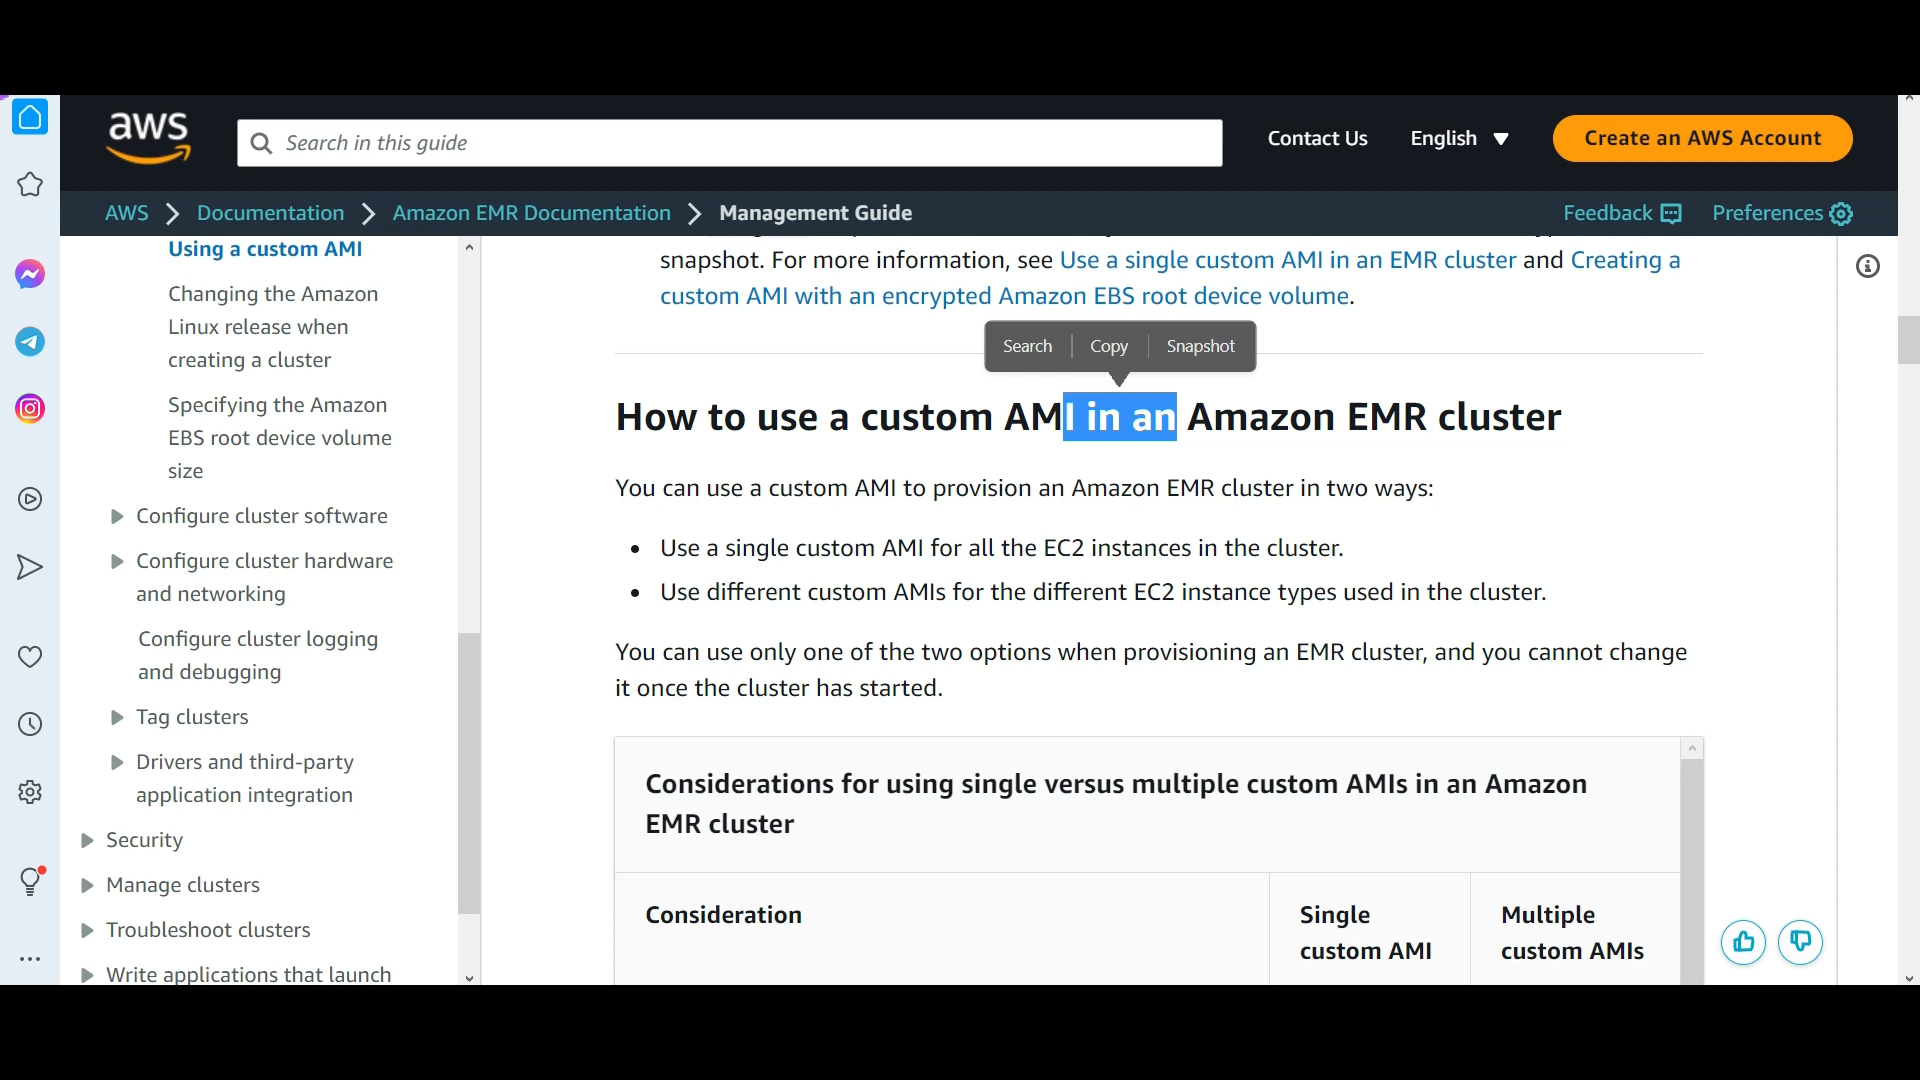 aws
Search in this guide
Contact Us
English
Create an AWS Account
AWS
Documentation
Amazon EMR Documentation
Management Guide
Feedback
Preferences
Using a custom AMI
Changing the Amazon
Linux release when
creating a cluster
Specifying the Amazon
EBS root device volume
size
Configure cluster software
Configure cluster hardware
and networking
Configure cluster logging
and debugging
Tag clusters
Drivers and third-party
application integration
Security
Manage clusters
Troubleshoot clusters
Write applications that launch
snapshot. For more information, see Use a single custom AMI in an EMR cluster and Creating a
custom AMI with an encrypted Amazon EBS root device volume.
Search
Copy
Snapshot
How to use a custom AMI in an Amazon EMR cluster
You can use a custom AMI to provision an Amazon EMR cluster in two ways:
• Use a single custom AMI for all the EC2 instances in the cluster.
• Use different custom AMIs for the different EC2 instance types used in the cluster.
You can use only one of the two options when provisioning an EMR cluster, and you cannot change
it once the cluster has started.
Considerations for using single versus multiple custom AMIs in an Amazon
EMR cluster
Consideration
Single
custom AMI
Multiple
custom AMIs